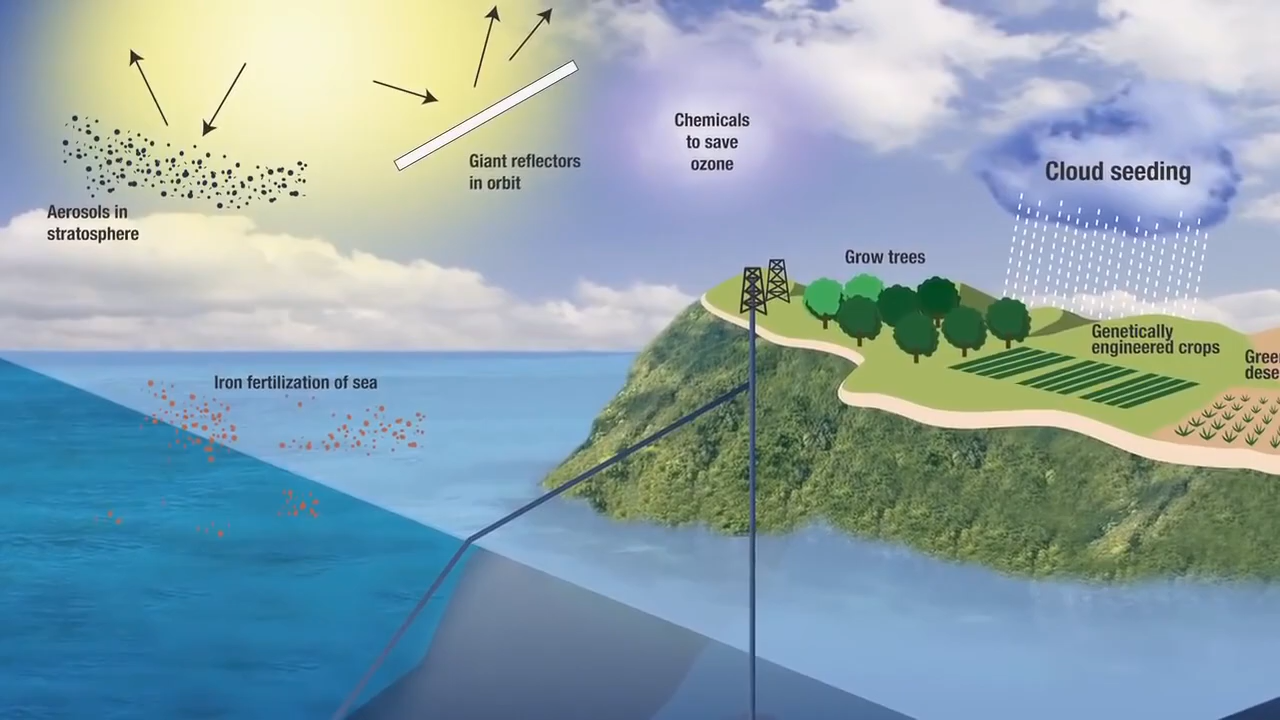 Chemicals
to save
ozone
Giant reflectors
in orbit
Cloud seeding
Aerosols in
stratosphere
Grow trees
Genetically
engineered crops
Iron fertilization of sea